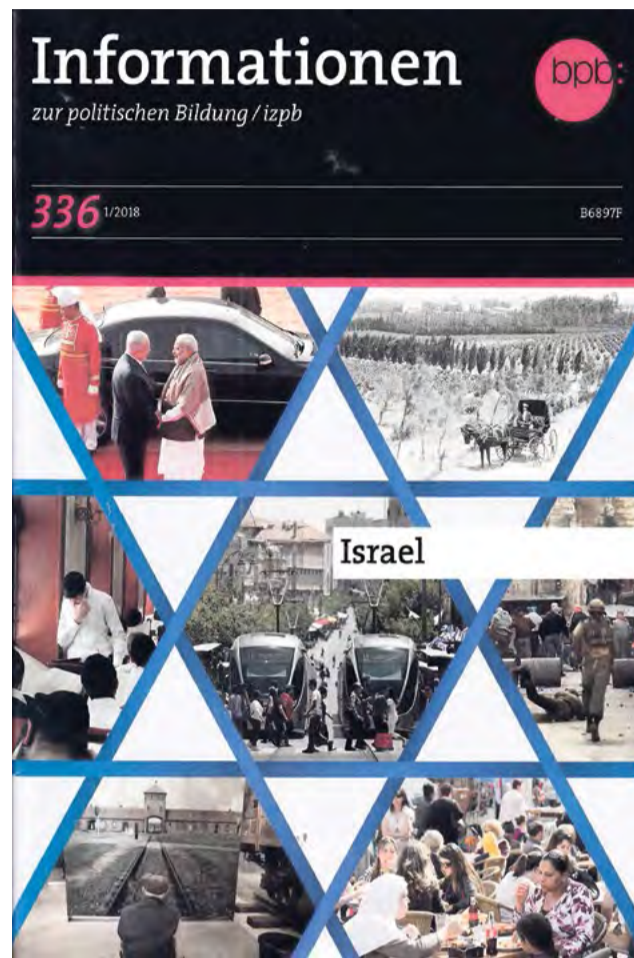 Informationen
bpb:
zur politischen Bildung / izpb
336 1/2018
B6897F
Israel